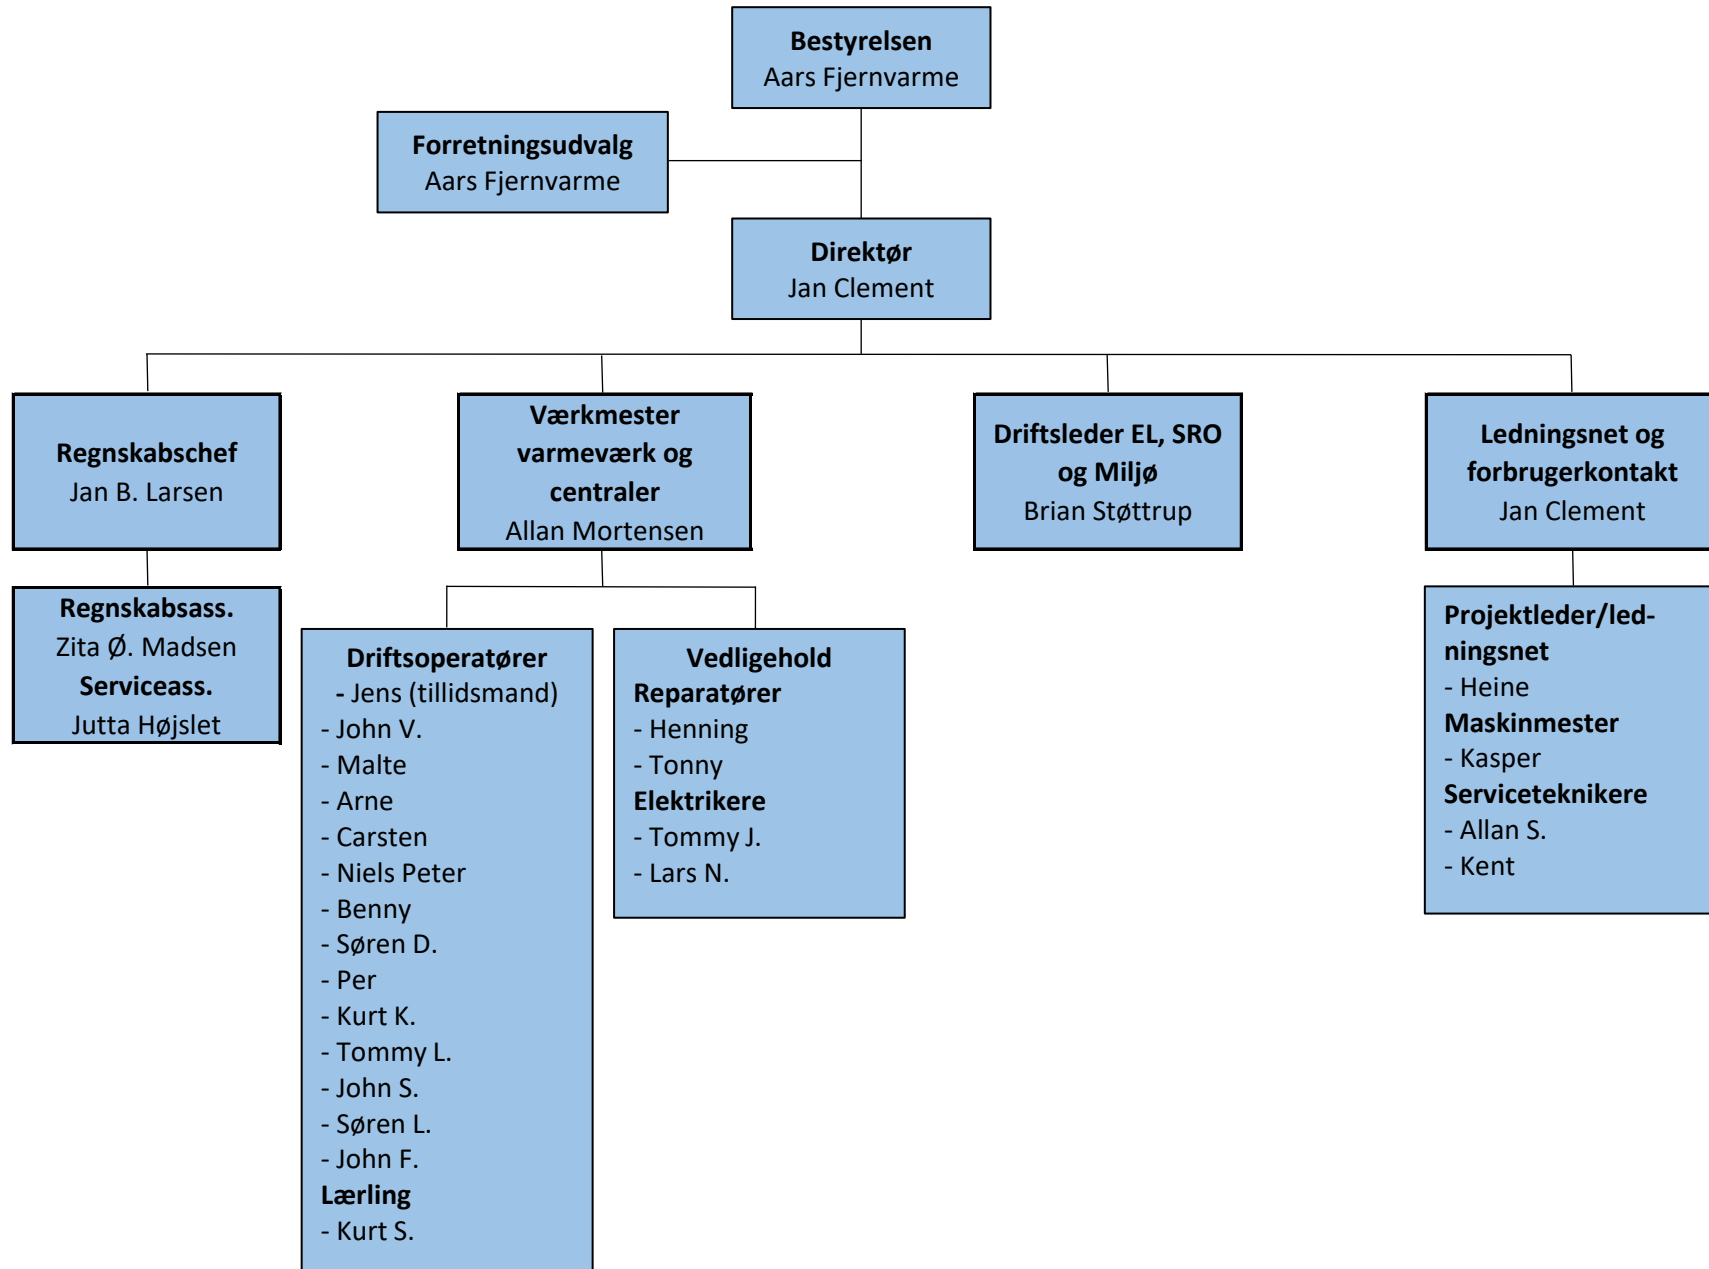 Bestyrelsen
Aars Fjernvarme
Forretningsudvalg
Aars Fjernvarme
Direktør
Jan Clement
Regnskabschef
Jan B. Larsen
Værkmester
varmeværk og
centraler
Allan Mortensen
Driftsleder EL, SRO
og Miljø
Brian Støttrup
Ledningsnet og
forbrugerkontakt
Jan Clement
Regnskabsass.
Zita Ø. Madsen
Serviceass.
Jutta Højslet
Driftsoperatører
- Jens (tillidsmand)
- John V.
- Malte
- Arne
- Carsten
- Niels Peter
- Benny
- Søren D.
- Per
- Kurt K.
- Tommy L.
- John S.
- Søren L.
- John F.
Lærling
- Kurt S.
Vedligehold
Reparatører
- Henning
- Tonny
Elektrikere
- Tommy J.
- Lars N.
Projektleder/led-
ningsnet
- Heine
Maskinmester
- Kasper
Serviceteknikere
- Allan S.
- Kent